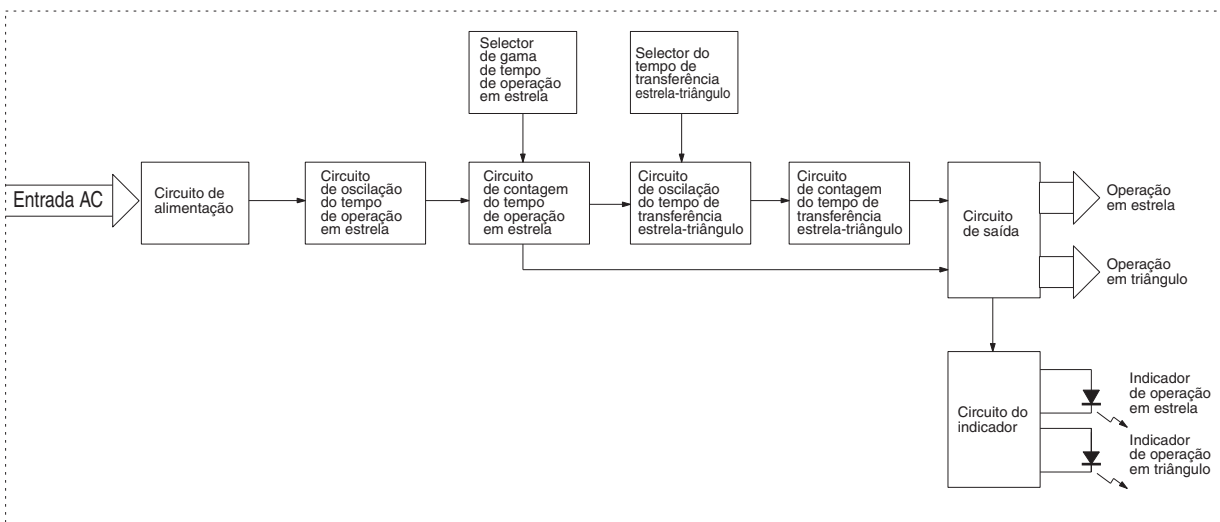 Selector
de gama
de tempo
de operação
em estrela
Selector do
tempo de
transferência
estrela-triângulo
Entrada AC
Circuito de
alimentação
Circuito
de oscilação
do tempo
de operação
em estrela
Circuito
de contagem
do tempo
de operação
em estrela
Circuito
de oscilação
do tempo de
transferência
estrela-triângulo
Circuito
de contagem
do tempo de
transferência
estrela-triângulo
Circuito
de saída
Operação
em estrela
Operação
em triângulo
Circuito do
indicador
Indicador
de operação
em estrela
Indicador
de operação
em triângulo